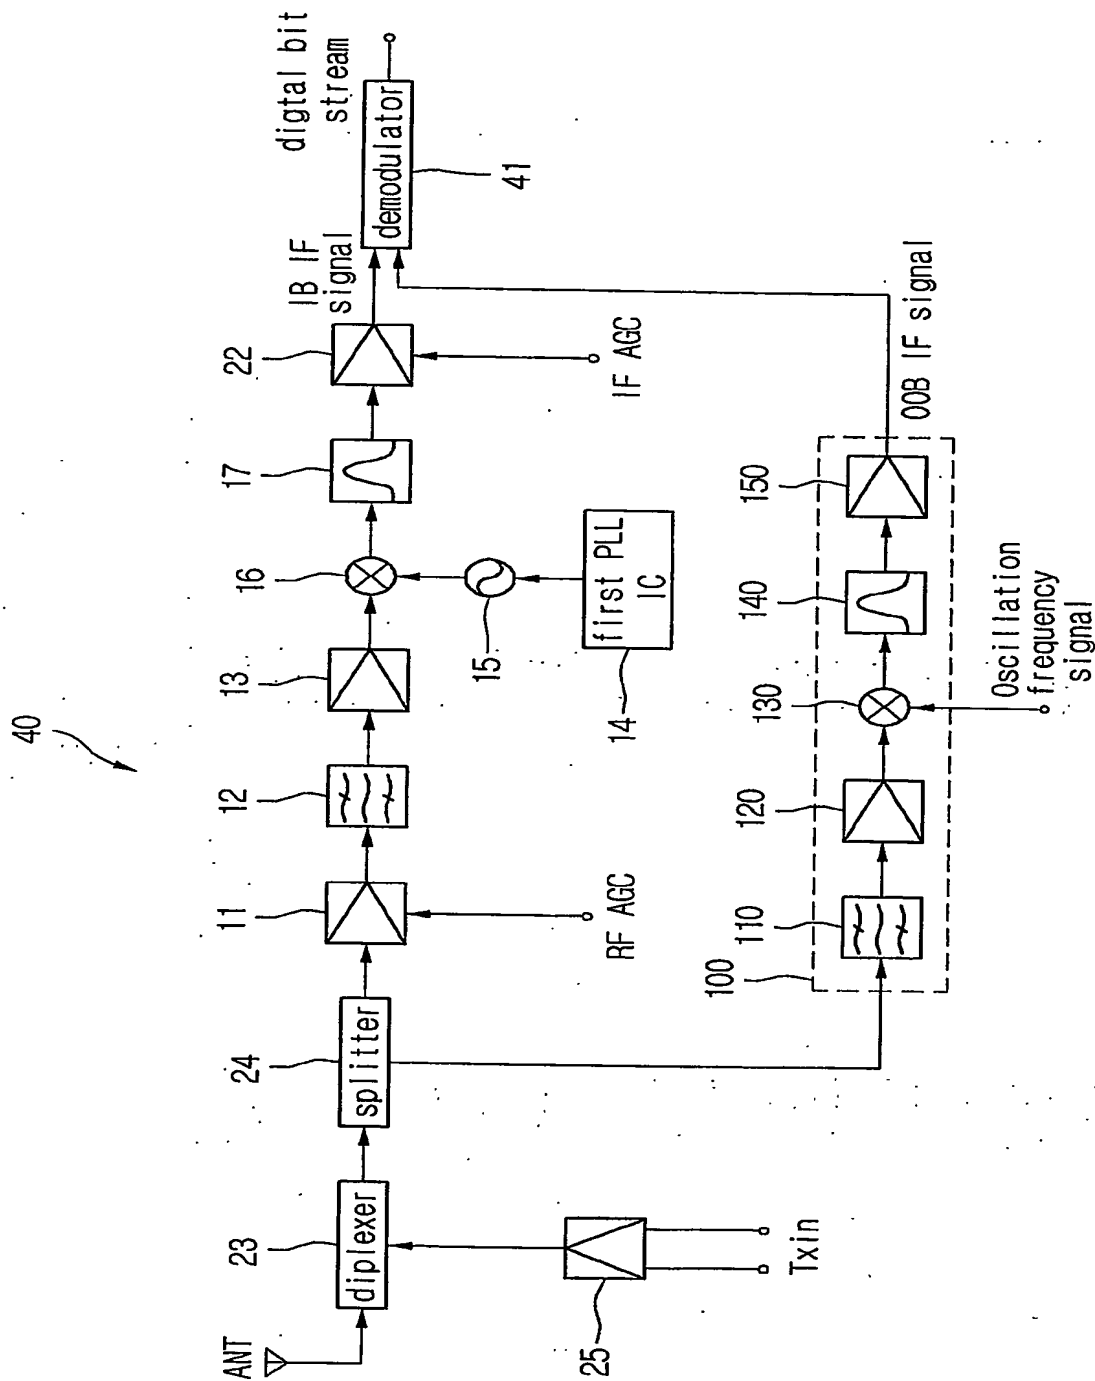 40
ANT
23
diplexer
24
splitter
11
12
13
16
17
22
IB IF
signal
digtal bit
stream
demodulator
41
25
Txin
RF AGC
15
first PLL
IC
14
IF AGC
100
110
120
130
140
150
OOB IF signal
Oscillation
frequency
signal